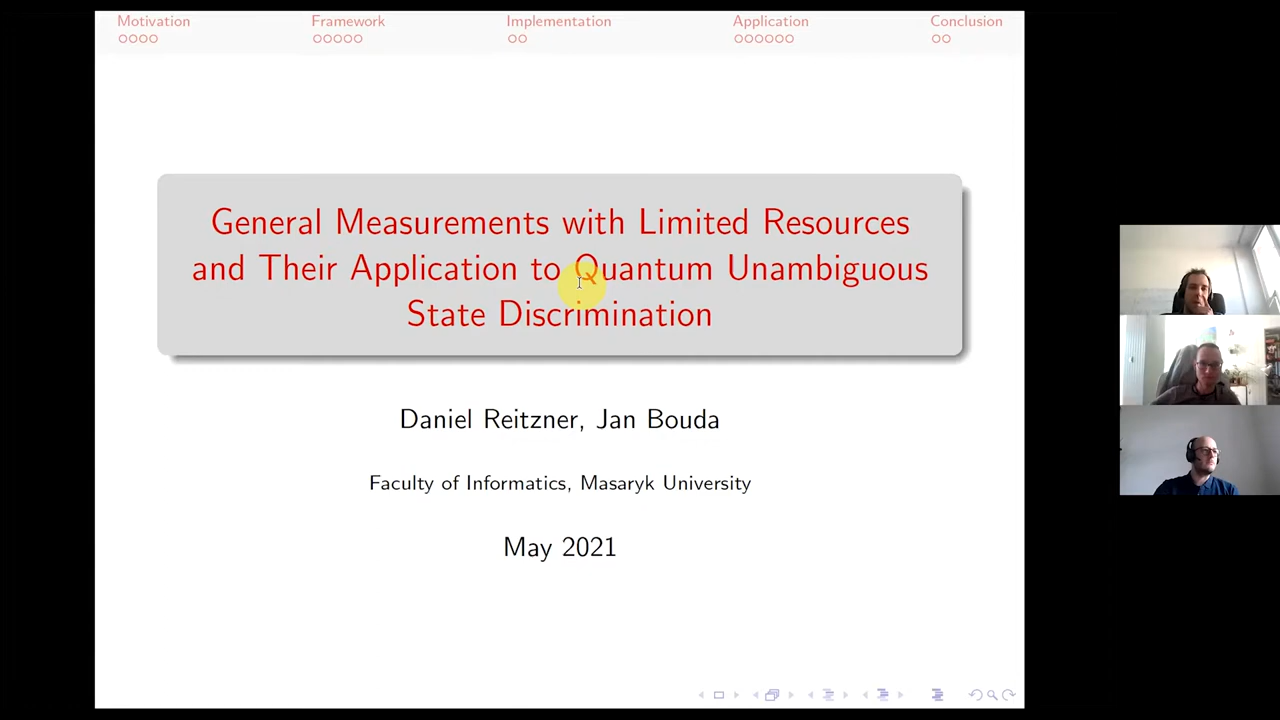 Motivation
Framework
Implementation
Application
Conclusion
General Measurements with Limited Resources
and Their Application to Quantum Unambiguous
State Discrimination
Daniel Reitzner, Jan Bouda
Faculty of Informatics, Masaryk University
May 2021